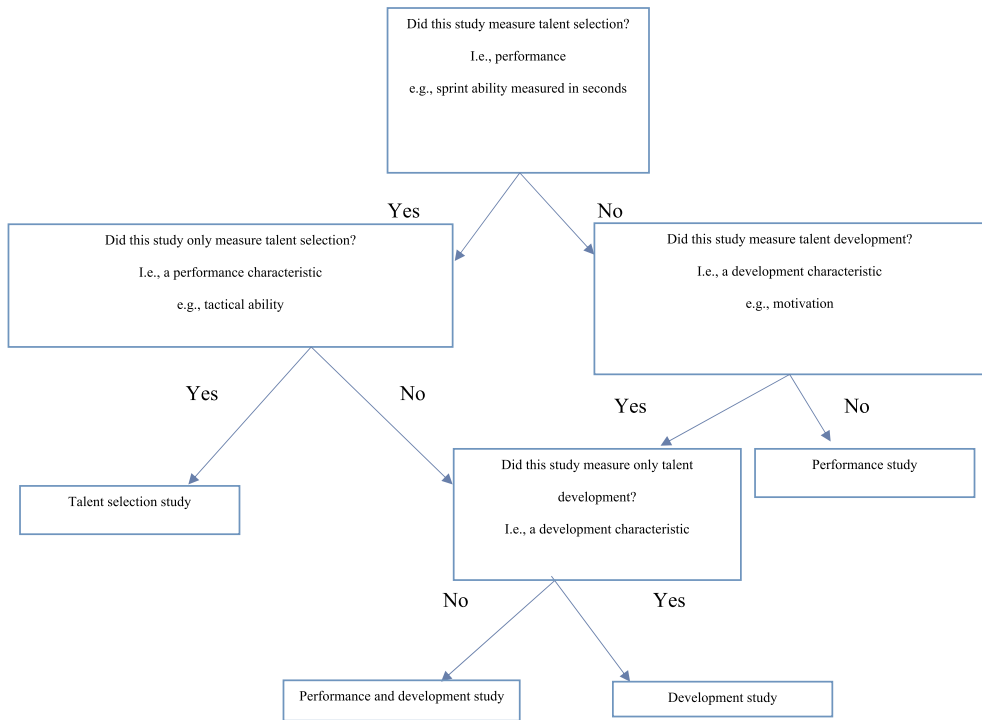 Did this study measure talent selection?
I.e., performance
e.g., sprint ability measured in seconds
Yes
No
Did this study only measure talent selection?
I.e., a performance characteristic
e.g., tactical ability
Did this study measure talent development?
I.e., a development characteristic
e.g., motivation
Yes
No
Yes
No
Talent selection study
Did this study measure only talent
development?
I.e., a development characteristic
Performance study
No
Yes
Performance and development study
Development study